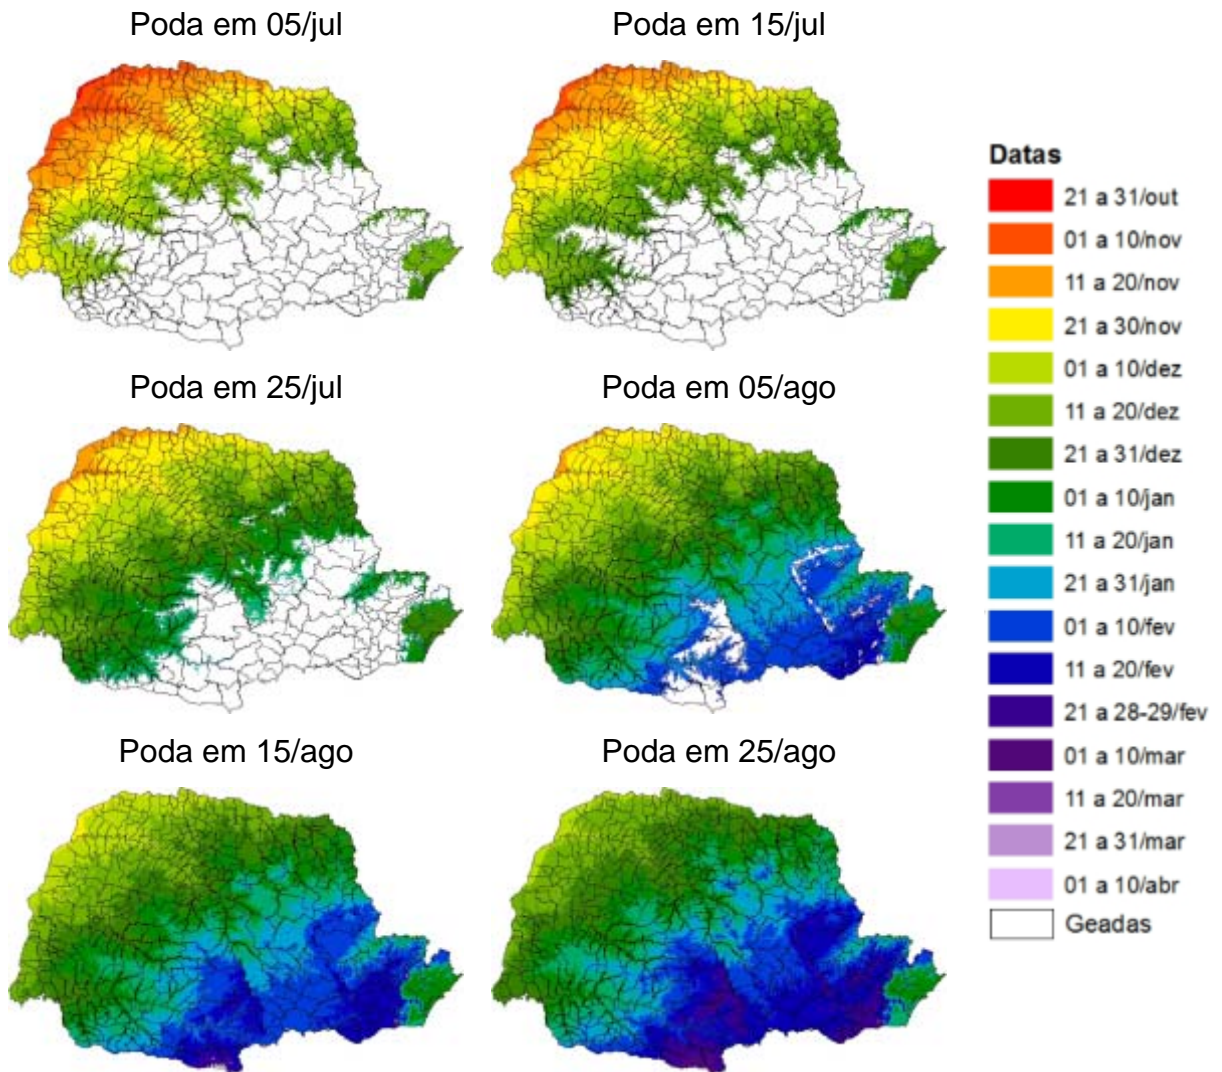 Poda em 05/jul
Poda em 15/jul
Poda em 25/jul
Poda em 05/ago
Poda em 15/ago
Poda em 25/ago
Datas
21 a 31/out
01 a 10/nov
11 a 20/nov
21 a 30/nov
01 a 10/dez
11 a 20/dez
21 a 31/dez
01 a 10/jan
11 a 20/jan
21 a 31/jan
01 a 10/fev
11 a 20/fev
21 a 28-29/fev
01 a 10/mar
11 a 20/mar
21 a 31/mar
01 a 10/abr
Geadas